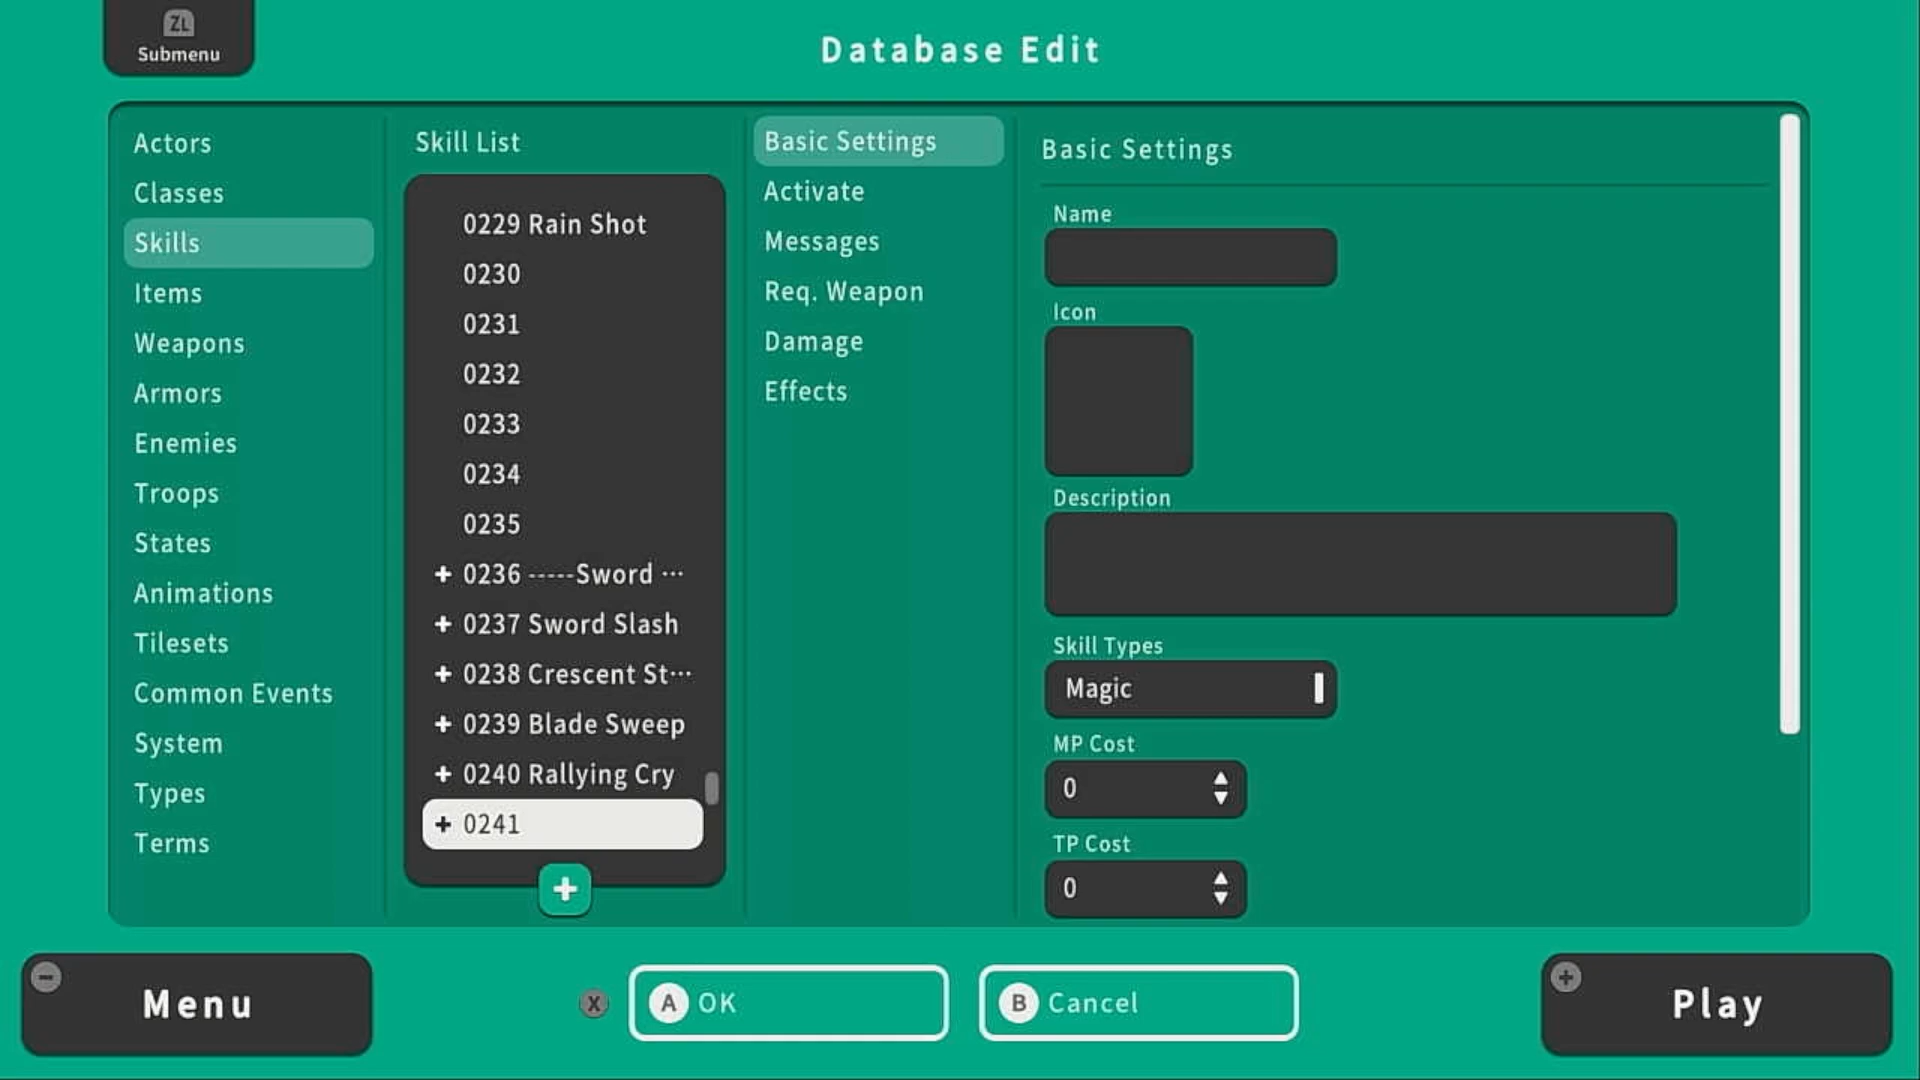 ZL
Submenu
Database Edit
Actors
Classes
Skills
Items
Weapons
Armors
Enemies
Troops
States
Animations
Tilesets
Common Events
System
Types
Terms
Skill List
0229 Rain Shot
0230
0231
0232
0233
0234
0235
+ 0236 -----Sword ···
+ 0237 Sword Slash
+ 0238 Crescent St···
+ 0239 Blade Sweep
+ 0240 Rallying Cry
+ 0241
+
Basic Settings
Activate
Messages
Req. Weapon
Damage
Effects
Basic Settings
Name
Icon
Description
Skill Types
Magic
MP Cost
0
TP Cost
0
Menu
X
A OK
B Cancel
+
Play